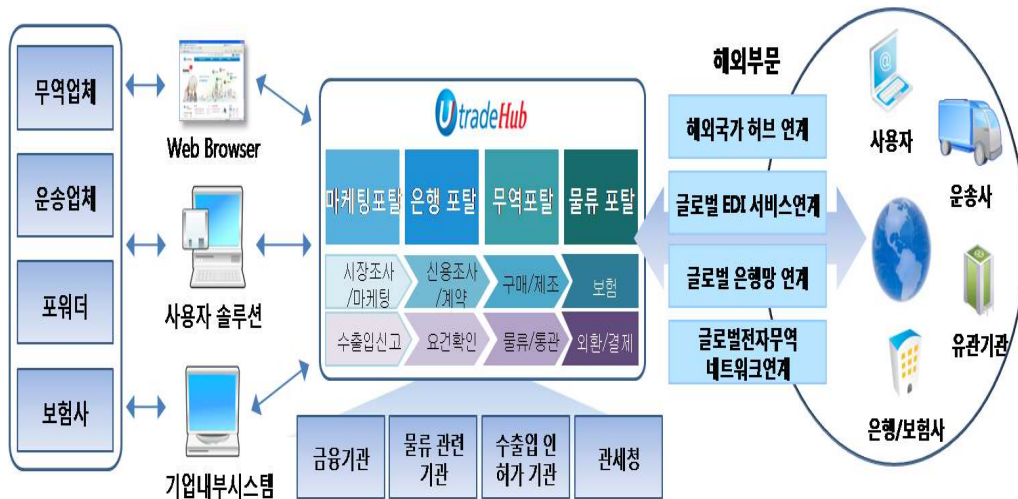 무역업체
운송업체
포워더
보험사
Web Browser
사용자 솔루션
기업내부시스템
UtradeHub
마케팅포탈 은행 포탈 무역포탈 물류 포탈
시장조사
/마케팅
신용조사
/계약
구매/제조
보험
수출입신고 요건확인 물류/통관 외환/결제
금융기관
물류 관련
기관
수출입 인
허가 기관
관세청
해외부문
해외국가 허브 연계
글로벌 EDI 서비스연계
글로벌 은행망 연계
글로벌전자무역
네트워크연계
사용자
운송사
유관기관
은행/보험사